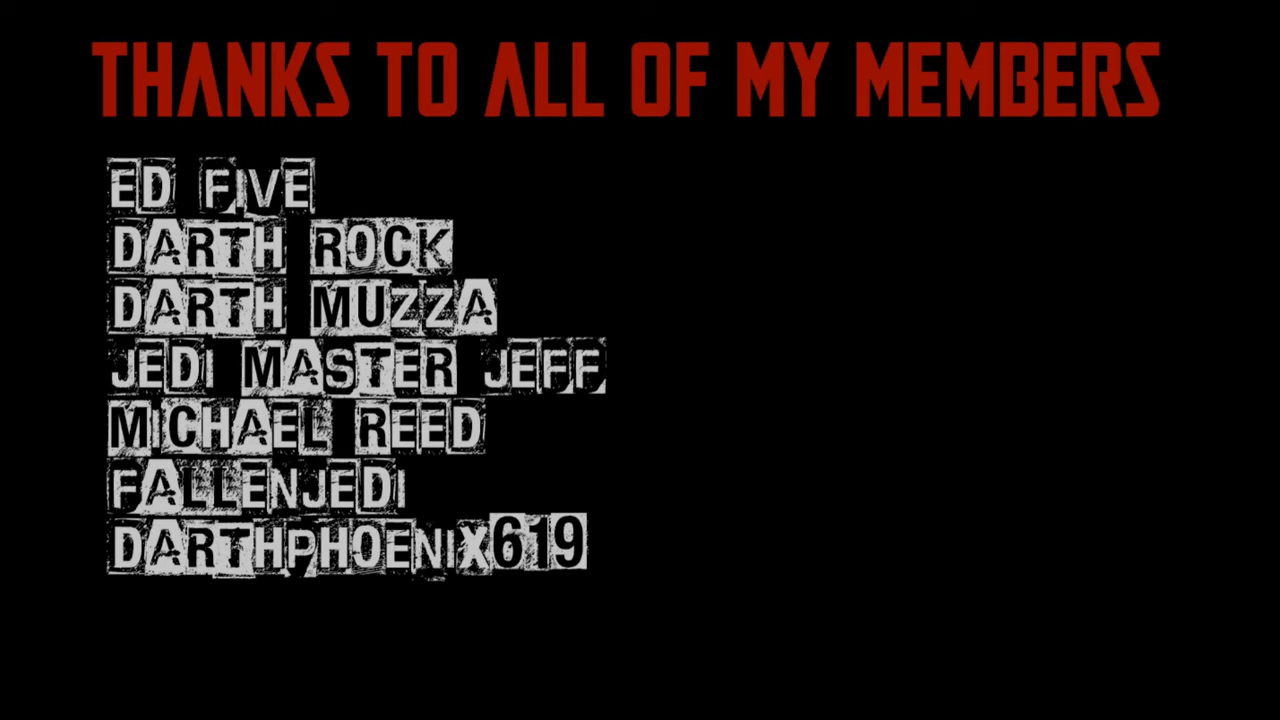 THANKS TO ALL OF MY MEMBERS
ED FIVE
DARTH ROCK
DARTH MUZZA
JEDI MASTER JEFF
MICHAEL REED
FALLENJEDI
DARTHPHOENIX619